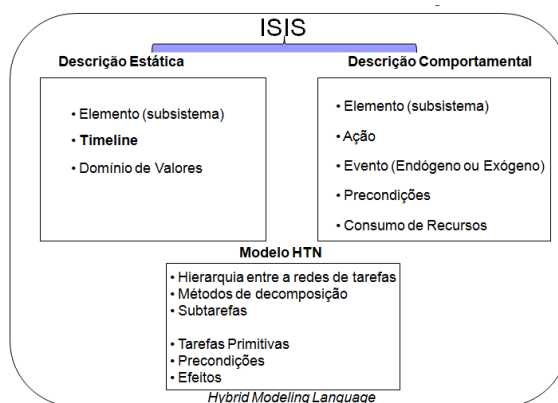 ISIS
Descrição Estática
• Elemento (subsistema)
• Timeline
• Domínio de Valores
Descrição Comportamental
• Elemento (subsistema)
• Ação
• Evento (Endógeno ou Exógeno)
• Precondições
• Consumo de Recursos
Modelo HTN
• Hierarquia entre a redes de tarefas
• Métodos de decomposição
• Subtarefas
• Tarefas Primitivas
• Precondições
• Efeitos
Hybrid Modeling Language